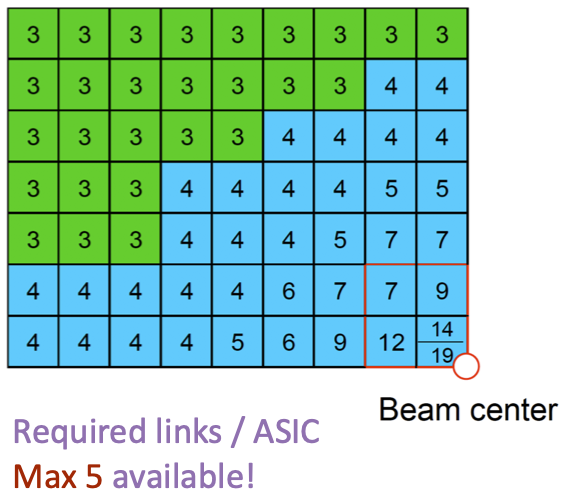 3 3 3 3 3 3 3 3 3
3 3 3 3 3 3 3 4 4
3 3 3 3 3 4 4 4 4
3 3 3 4 4 4 4 5 5
3 3 3 4 4 4 5 7 7
4 4 4 4 4 6 7 7 9
4 4 4 4 5 6 9 12 14
19
Beam center
Required links / ASIC
Max 5 available!